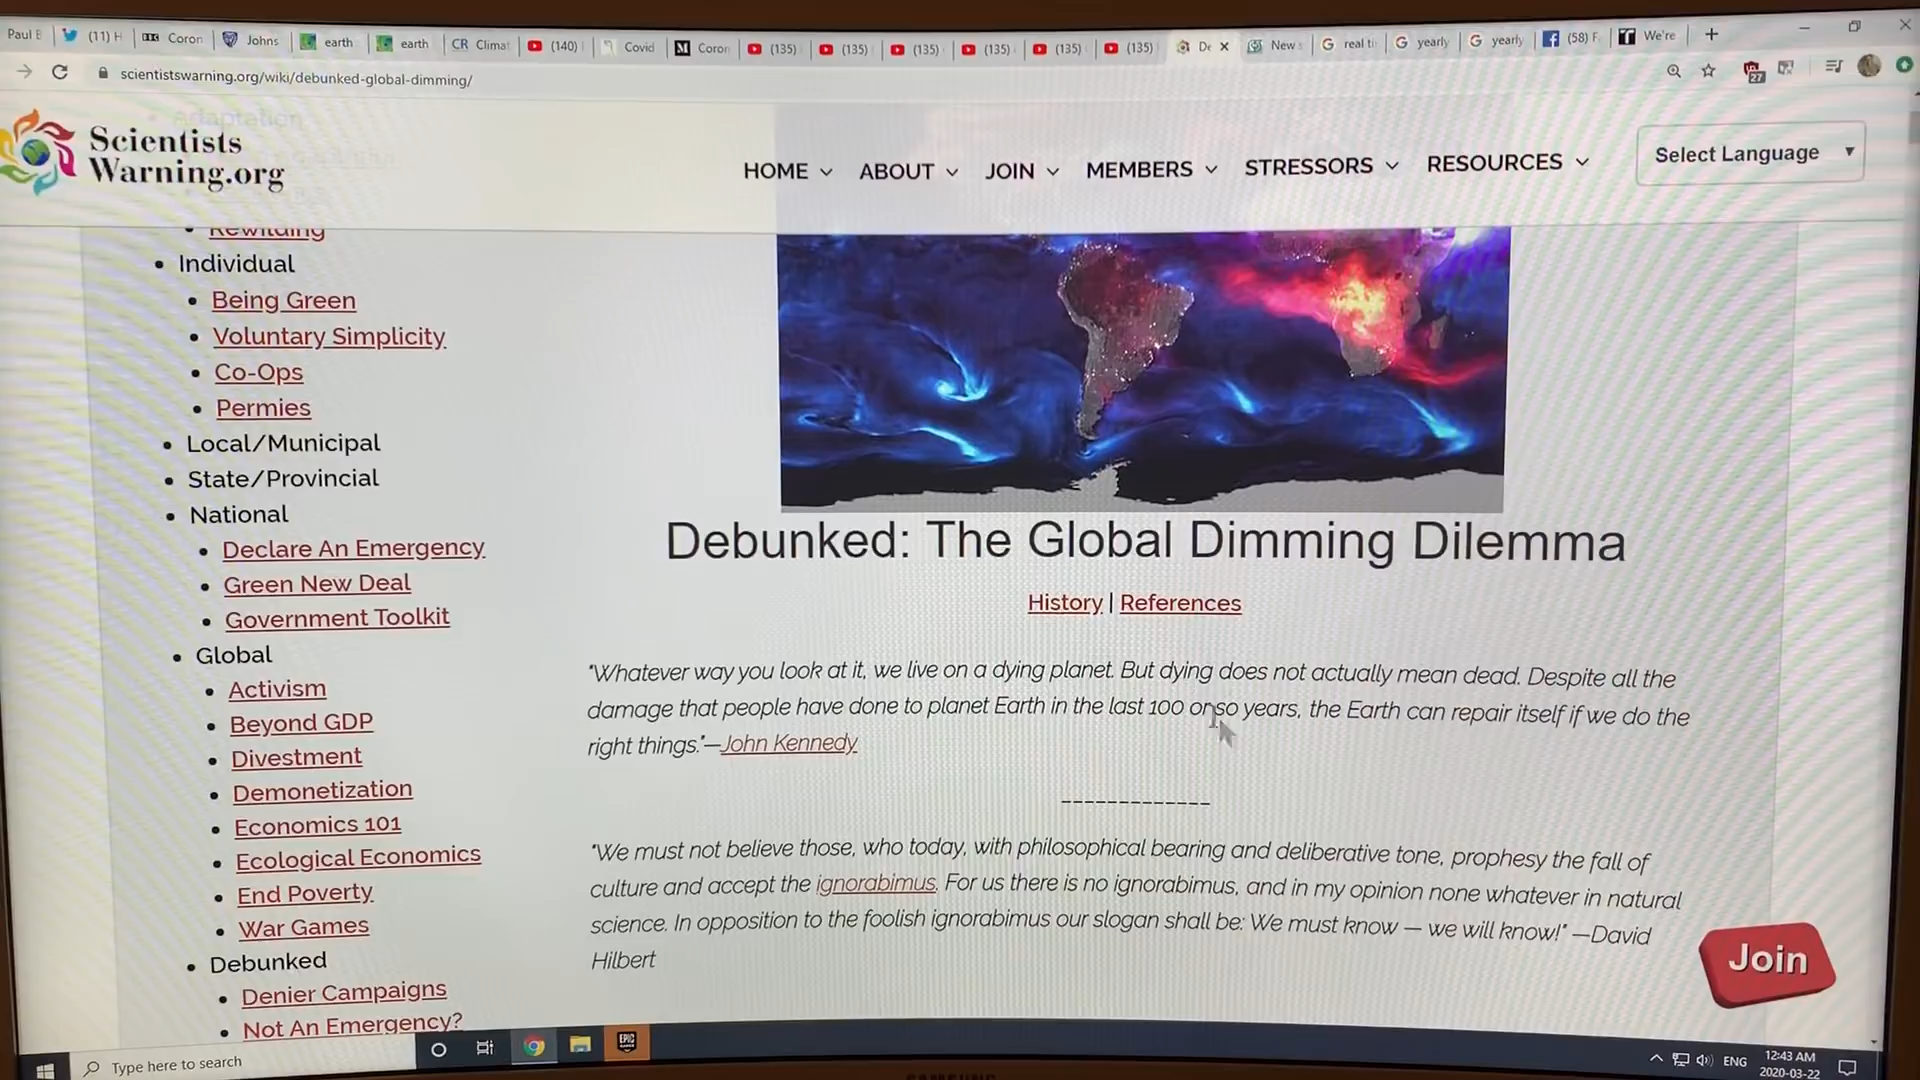 Paul B
(11) H
Coron
Johns
earth
earth
CR Climat
(140)
Covid
M Coron
(135)
(135)
(135)
(135)
(135)
(135)
De
New
real ti
yearly
yearly
(58) F
We're
scientistswarning.org/wiki/debunked-global-dimming/
27
Scientists
Warning.org
HOME
ABOUT
JOIN
MEMBERS
STRESSORS
RESOURCES
Select Language
Adaptation
Rewilding
Individual
Being Green
Voluntary Simplicity
Co-Ops
Permies
Local/Municipal
State/Provincial
National
Declare An Emergency
Green New Deal
Government Toolkit
Global
Activism
Beyond GDP
Divestment
Demonetization
Economics 101
Ecological Economics
End Poverty
War Games
Debunked
Denier Campaigns
Not An Emergency?
Debunked: The Global Dimming Dilemma
History | References
"Whatever way you look at it, we live on a dying planet. But dying does not actually mean dead. Despite all the
damage that people have done to planet Earth in the last 100 or so years, the Earth can repair itself if we do the
right things."—John Kennedy
-------------
"We must not believe those, who today, with philosophical bearing and deliberative tone, prophesy the fall of
culture and accept the ignorabimus. For us there is no ignorabimus, and in my opinion none whatever in natural
science. In opposition to the foolish ignorabimus our slogan shall be: We must know — we will know!" —David
Hilbert
Join
Type here to search
EPIC
GAMES
ENG
12:43 AM
2020-03-22
SAMSUNG